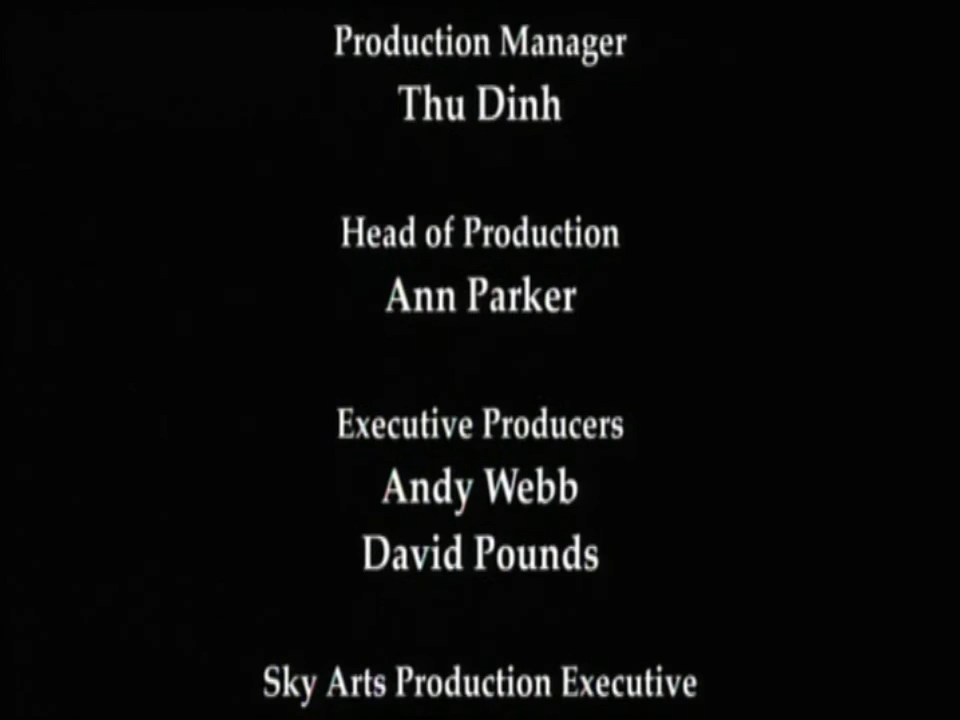 Production Manager
Thu Dinh
Head of Production
Ann Parker
Executive Producers
Andy Webb
David Pounds
Sky Arts Production Executive